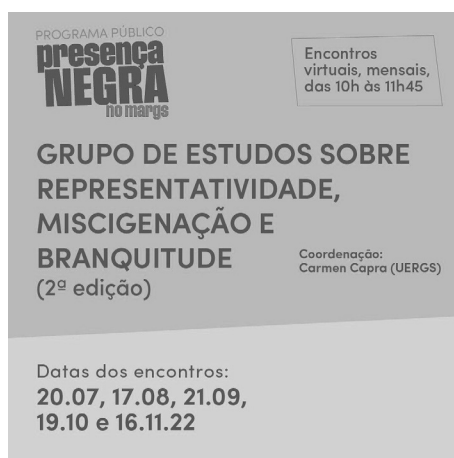 PROGRAMA PÚBLICO
presença
NEGRA
no margs
Encontros
virtuais, mensais,
das 10h às 11h45
GRUPO DE ESTUDOS SOBRE
REPRESENTATIVIDADE,
MISCIGENAÇÃO E
BRANQUITUDE
(2ª edição)
Coordenação:
Carmen Capra (UERGS)
Datas dos encontros:
20.07, 17.08, 21.09,
19.10 e 16.11.22